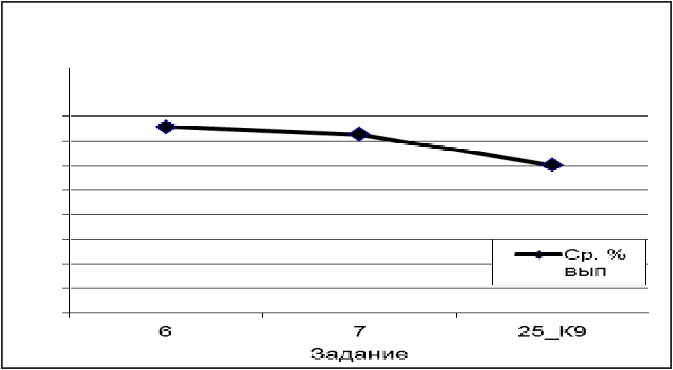 Ср. %
вып
6 7 25_К9
Задание